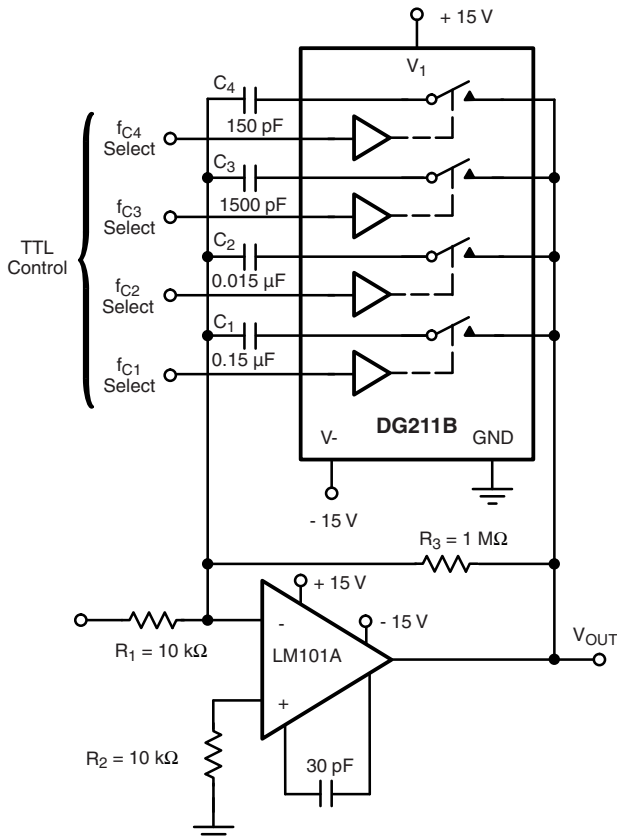 + 15 V
V1
C4
150 pF
fC4
Select
C3
1500 pF
fC3
Select
TTL
Control
C2
0.015 µF
fC2
Select
C1
0.15 µF
fC1
Select
DG211B
V-
GND
- 15 V
R3 = 1 MΩ
+ 15 V
- 15 V
-
LM101A
+
R1 = 10 kΩ
VOUT
R2 = 10 kΩ
30 pF